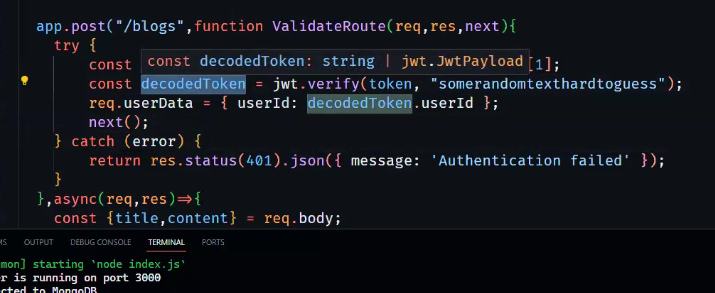 app.post("/blogs",function ValidateRoute(req,res,next){
try {
const
const decodedToken: string | jwt.JwtPayload
[1];
const decodedToken = jwt.verify(token, "somerandomtexthardtoguess");
req.userData = { userId: decodedToken.userId };
next();
} catch (error) {
return res.status(401).json({ message: 'Authentication failed' });
}
},async(req,res)=>{
const {title,content} = req.body;
MS OUTPUT DEBUG CONSOLE TERMINAL PORTS
mon] starting `node index.js`
er is running on port 3000
cted to MongoDB